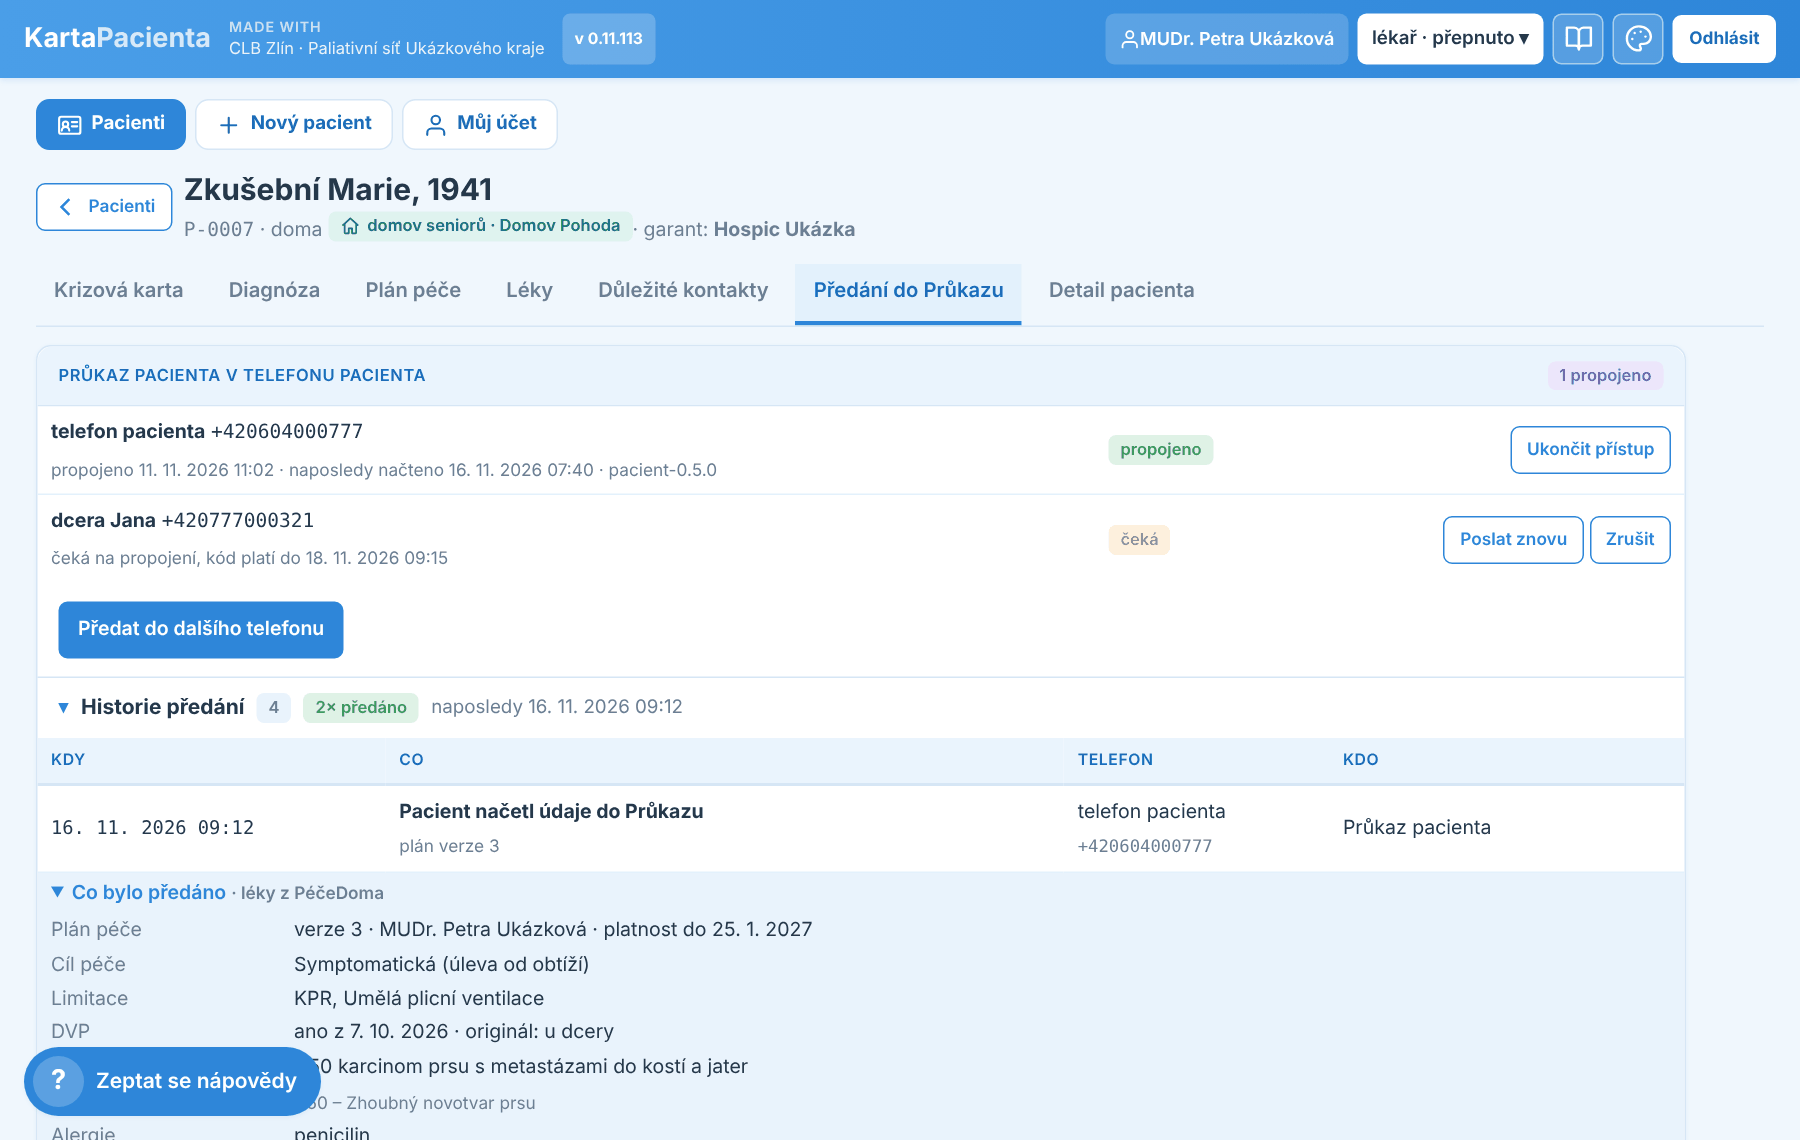 KartaPacienta
MADE WITH
CLB Zlín · Paliativní síť Ukázkového kraje
v 0.11.113
MUDr. Petra Ukázková
lékař · přepnuto ▾
Odhlásit
Pacienti
Nový pacient
Můj účet
Pacienti
Zkušební Marie, 1941
P-0007 · doma domov seniorů · Domov Pohoda · garant: Hospic Ukázka
Krizová karta Diagnóza Plán péče Léky Důležité kontakty Předání do Průkazu Detail pacienta
PRŮKAZ PACIENTA V TELEFONU PACIENTA
1 propojeno
telefon pacienta +420604000777
propojeno 11. 11. 2026 11:02 · naposledy načteno 16. 11. 2026 07:40 · pacient-0.5.0
propojeno
Ukončit přístup
dcera Jana +420777000321
čeká na propojení, kód platí do 18. 11. 2026 09:15
čeká
Poslat znovu
Zrušit
Předat do dalšího telefonu
▼ Historie předání 4 2× předáno naposledy 16. 11. 2026 09:12
KDY CO TELEFON KDO
16. 11. 2026 09:12
Pacient načetl údaje do Průkazu
plán verze 3
telefon pacienta
+420604000777
Průkaz pacienta
▼ Co bylo předáno · léky z PéčeDoma
Plán péče verze 3 · MUDr. Petra Ukázková · platnost do 25. 1. 2027
Cíl péče Symptomatická (úleva od obtíží)
Limitace KPR, Umělá plicní ventilace
DVP ano z 7. 10. 2026 · originál: u dcery
50 karcinom prsu s metastázami do kostí a jater
50 – Zhoubný novotvar prsu
Alergie penicilin
? Zeptat se nápovědy